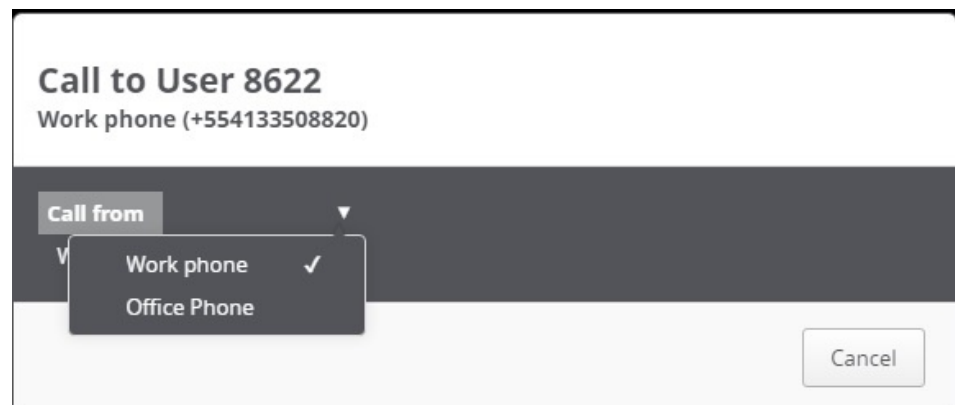 Call to User 8622
Work phone (+554133508820)
Call from
W
Work phone
Office Phone
Cancel